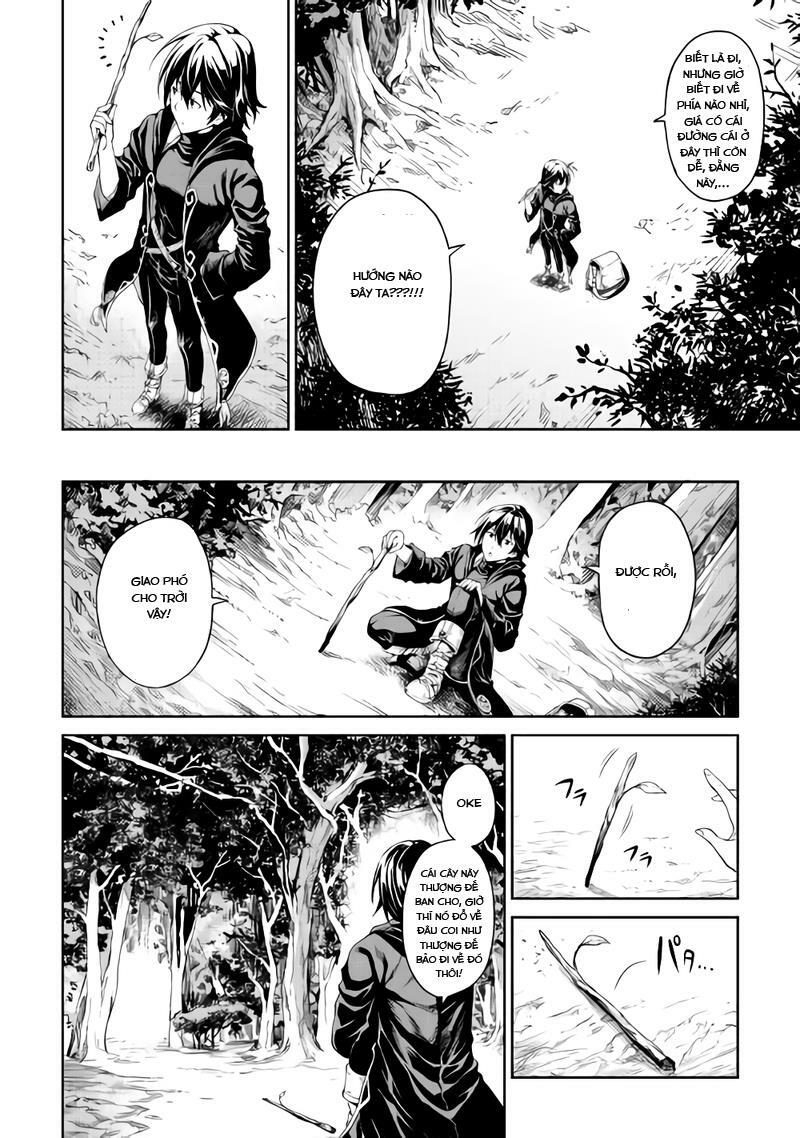 BIẾT LÀ ĐI,
NHƯNG GIỜ
BIẾT ĐI VỀ
PHÍA NÀO NHỈ,
GIÁ CÓ CÁI
ĐƯỜNG CÁI Ở
ĐÂY THÌ CÒN
DỄ, ĐẰNG
NÀY,...
HƯỚNG NÀO
ĐÂY TA???!!!
ĐƯỢC RỒI,
GIAO PHÓ
CHO TRỜI
VẬY!
フラ
フラ
パタ...
OKE
CÁI CÂY NÀY
THƯỢNG ĐẾ
BAN CHO, GIỜ
THÌ NÓ ĐỔ VỀ
ĐÂU COI NHƯ
THƯỢNG ĐẾ
BẢO ĐI VỀ ĐÓ
THÔI!